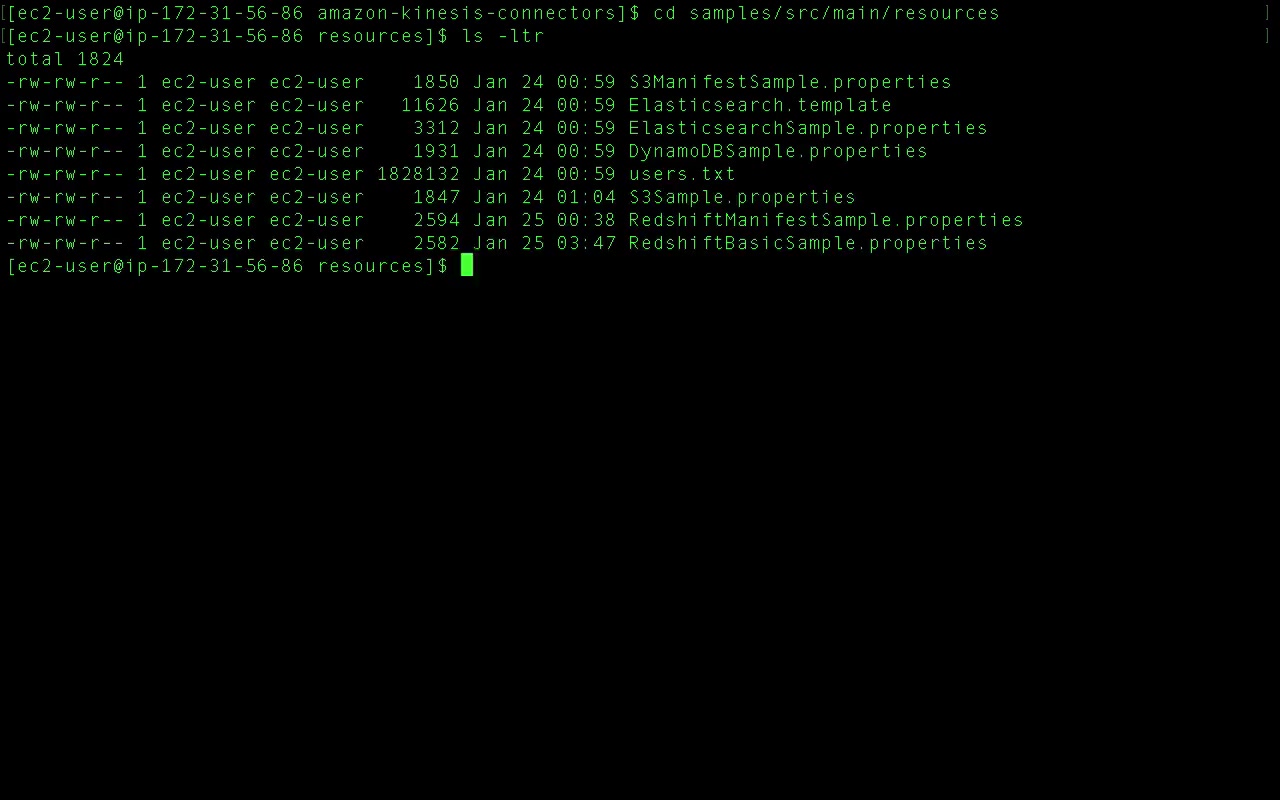 [[ec2-user@ip-172-31-56-86 amazon-kinesis-connectors]$ cd samples/src/main/resources ]
[[ec2-user@ip-172-31-56-86 resources]$ ls -ltr ]
total 1824
-rw-rw-r-- 1 ec2-user ec2-user    1850 Jan 24 00:59 S3ManifestSample.properties
-rw-rw-r-- 1 ec2-user ec2-user   11626 Jan 24 00:59 Elasticsearch.template
-rw-rw-r-- 1 ec2-user ec2-user    3312 Jan 24 00:59 ElasticsearchSample.properties
-rw-rw-r-- 1 ec2-user ec2-user    1931 Jan 24 00:59 DynamoDBSample.properties
-rw-rw-r-- 1 ec2-user ec2-user 1828132 Jan 24 00:59 users.txt
-rw-rw-r-- 1 ec2-user ec2-user    1847 Jan 24 01:04 S3Sample.properties
-rw-rw-r-- 1 ec2-user ec2-user    2594 Jan 25 00:38 RedshiftManifestSample.properties
-rw-rw-r-- 1 ec2-user ec2-user    2582 Jan 25 03:47 RedshiftBasicSample.properties
[ec2-user@ip-172-31-56-86 resources]$